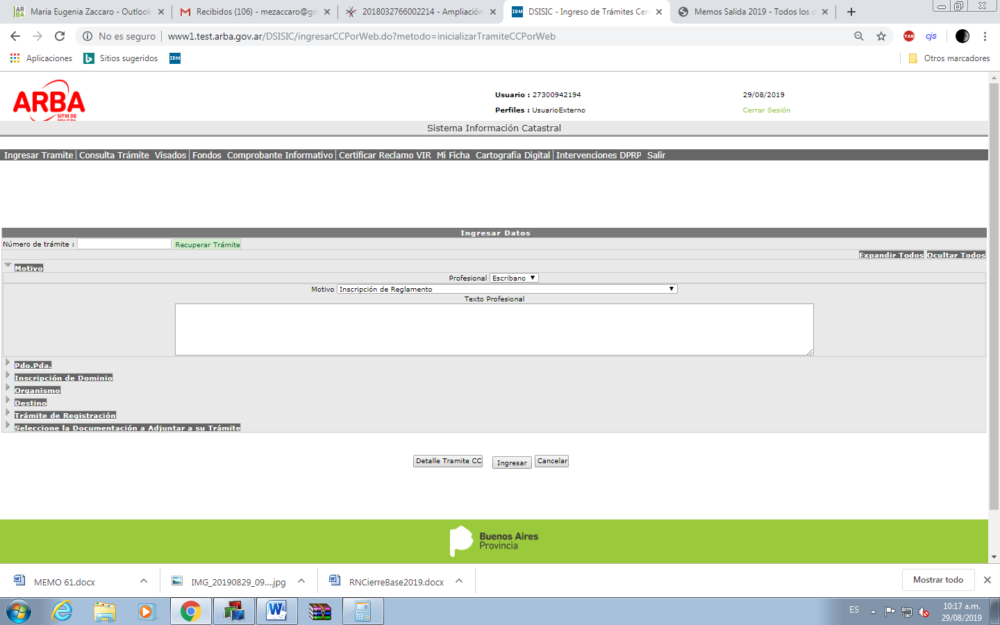 Maria Eugenia Zaccaro - Outlook
Recibidos (106) - mezaccaro@gm
2018032766002214 - Ampliación
DSISIC - Ingreso de Trámites Cer
Memos Salida 2019 - Todos los d
No es seguro
www1.test.arba.gov.ar/DSISIC/ingresarCCPorWeb.do?metodo=inicializarTramiteCCPorWeb
Aplicaciones
Sitios sugeridos
Otros marcadores
ARBA
SITIO DE
Usuario : 27300942194
29/08/2019
Perfiles : UsuarioExterno
Cerrar Sesión
Sistema Información Catastral
Ingresar Tramite Consulta Trámite Visados Fondos Comprobante Informativo Certificar Reclamo VIR Mi Ficha Cartografía Digital Intervenciones DPRP Salir
Ingresar Datos
Número de trámite :
Recuperar Trámite
Expandir Todos Ocultar Todos
Motivo
Profesional Escribano
Motivo Inscripción de Reglamento
Texto Profesional
Pdo.Pda.
Inscripción de Dominio
Organismo
Destino
Trámite de Registración
Seleccione la Documentación a Adjuntar a su Trámite
Detalle Tramite CC
Ingresar
Cancelar
Buenos Aires
Provincia
MEMO 61.docx
IMG_20190829_09....jpg
RNCierreBase2019.docx
Mostrar todo
ES
10:17 a.m.
29/08/2019